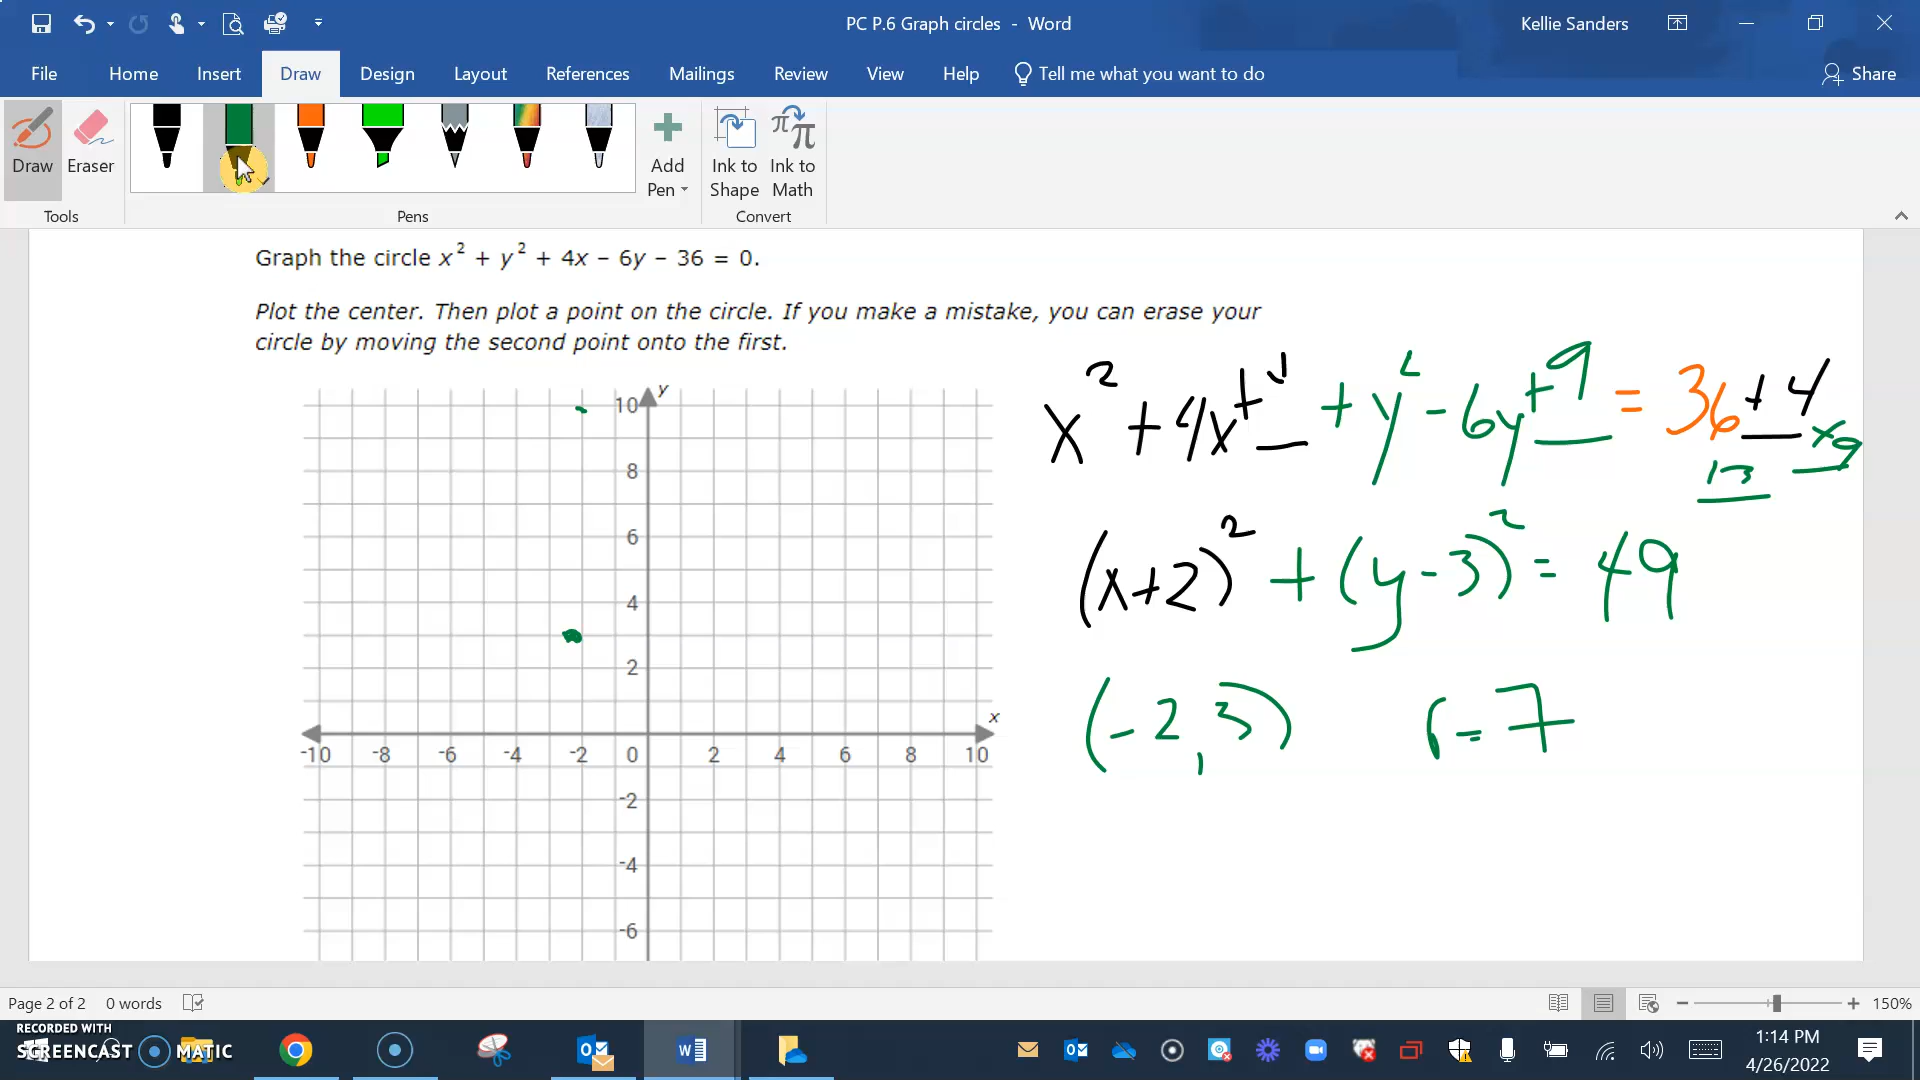 PC P.6 Graph circles - Word
Kellie Sanders
File Home Insert Draw Design Layout References Mailings Review View Help Tell me what you want to do Share
Draw Eraser Add Pen Ink to Shape Ink to Math
Tools Pens Convert
Graph the circle x² + y² + 4x − 6y − 36 = 0.
Plot the center. Then plot a point on the circle. If you make a mistake, you can erase your
circle by moving the second point onto the first.
x² + 4x + 4 + y² - 6y + 9 = 36 + 4 + 9
13
(x+2)² + (y-3)² = 49
(-2,3) r = 7
y
10
8
6
4
2
x
-10 -8 -6 -4 -2 0 2 4 6 8 10
-2
-4
-6
Page 2 of 2 0 words 150%
RECORDED WITH
SCREENCAST MATIC
1:14 PM
4/26/2022